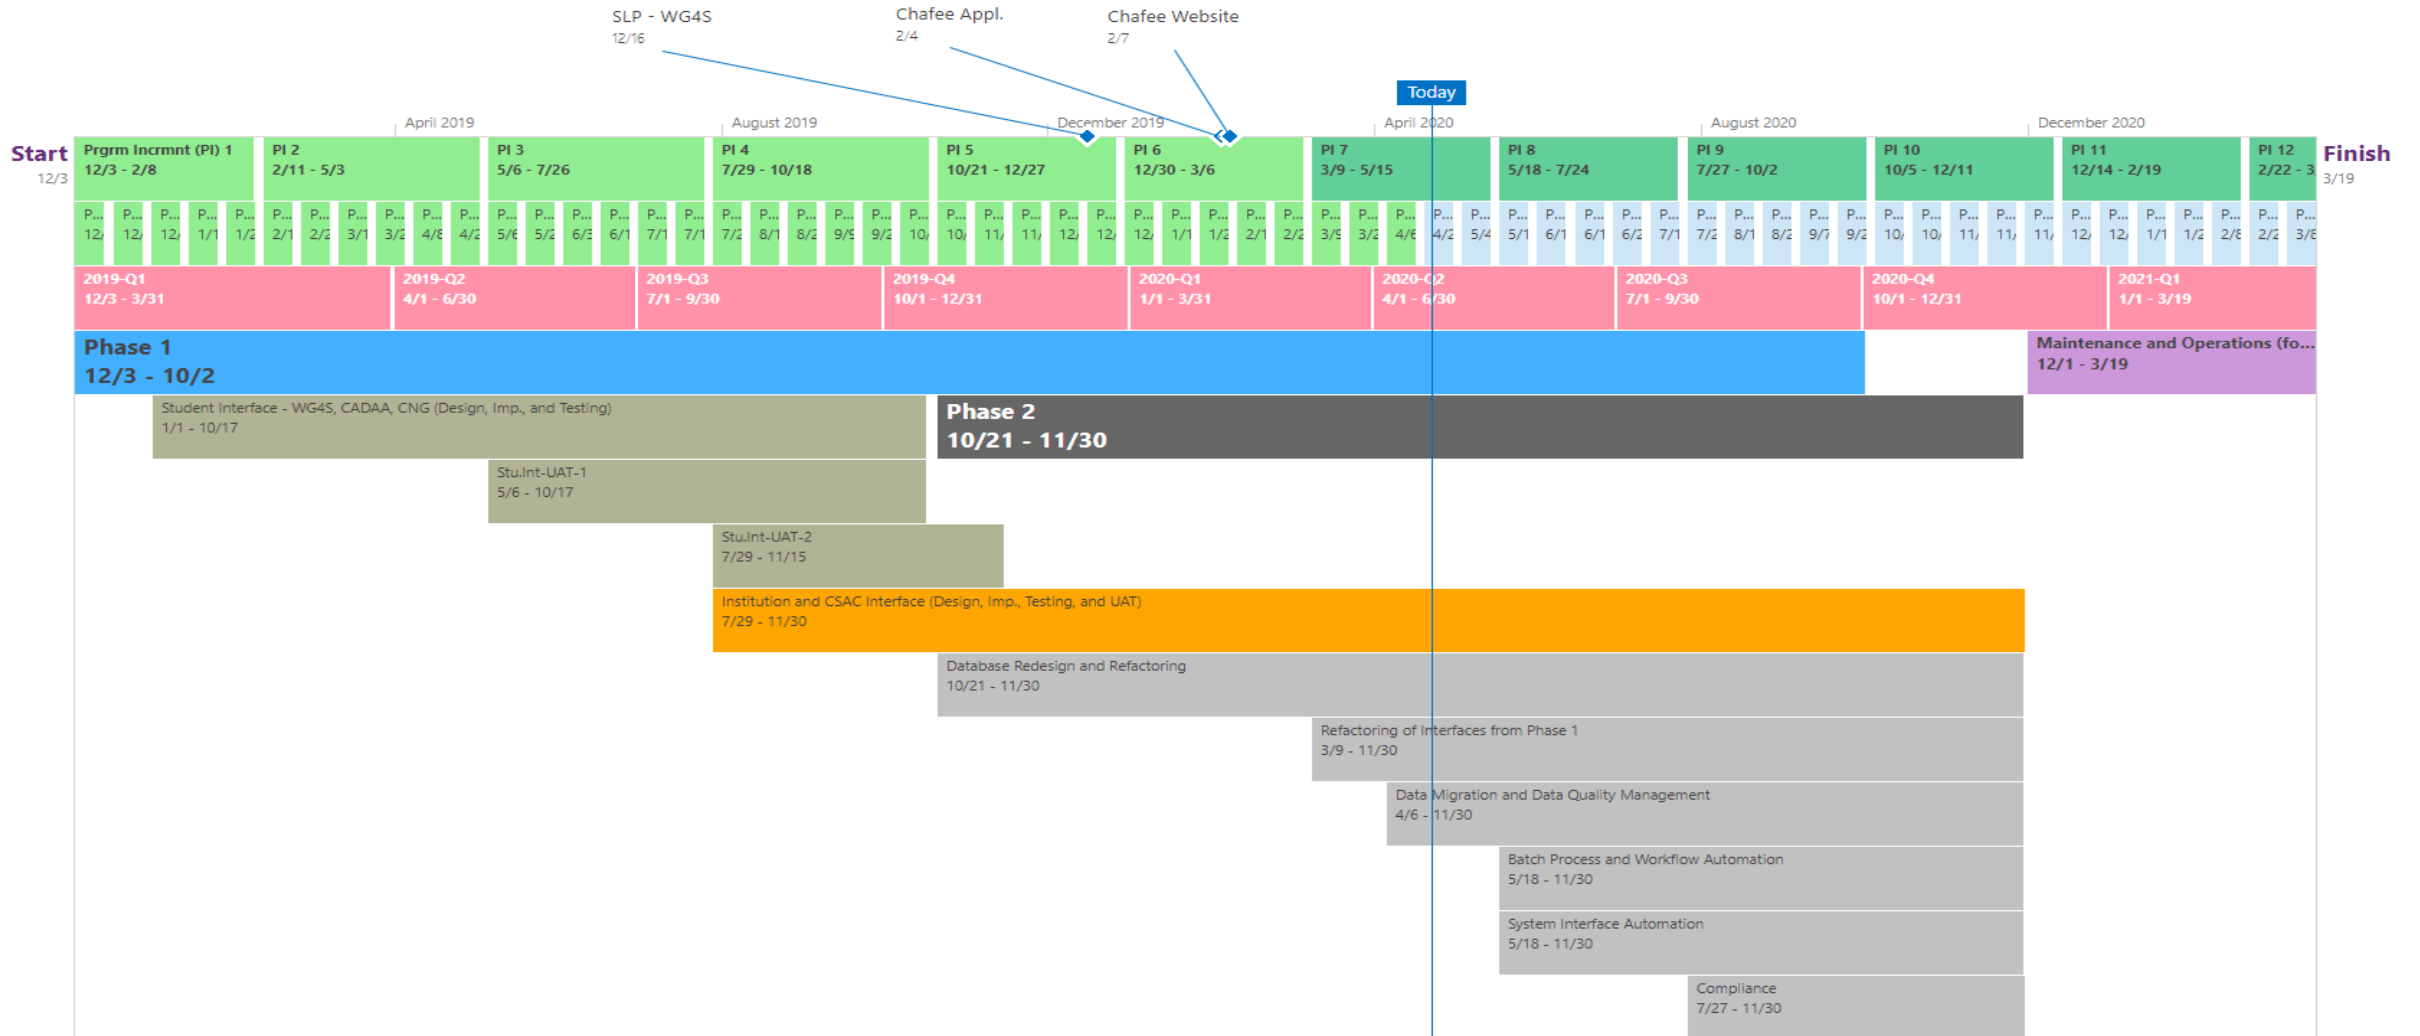 SLP - WG4S
12/16
Chafee Appl.
2/4
Chafee Website
2/7
Today
April 2019
August 2019
December 2019
April 2020
August 2020
December 2020
Start
12/3
Prgrm Incrmnt (PI) 1
12/3 - 2/8
PI 2
2/11 - 5/3
PI 3
5/6 - 7/26
PI 4
7/29 - 10/18
PI 5
10/21 - 12/27
PI 6
12/30 - 3/6
PI 7
3/9 - 5/15
PI 8
5/18 - 7/24
PI 9
7/27 - 10/2
PI 10
10/5 - 12/11
PI 11
12/14 - 2/19
PI 12
2/22 - 3
Finish
3/19
P... P... P... P... P... P... P... P... P... P... P... P... P... P... P... P... P... P... P... P... P... P... P... P... P... P... P... P... P... P... P... P... P... P... P... P... P... P... P... P... P... P... P... P... P... P... P... P... P... P... P... P... P... P... P... P... P... P... P... P...
2019-Q1
12/3 - 3/31
2019-Q2
4/1 - 6/30
2019-Q3
7/1 - 9/30
2019-Q4
10/1 - 12/31
2020-Q1
1/1 - 3/31
2020-Q2
4/1 - 6/30
2020-Q3
7/1 - 9/30
2020-Q4
10/1 - 12/31
2021-Q1
1/1 - 3/19
Phase 1
12/3 - 10/2
Maintenance and Operations (fo...
12/1 - 3/19
Student Interface - WG4S, CADAA, CNG (Design, Imp., and Testing)
1/1 - 10/17
Phase 2
10/21 - 11/30
Stu.Int-UAT-1
5/6 - 10/17
Stu.Int-UAT-2
7/29 - 11/15
Institution and CSAC Interface (Design, Imp., Testing, and UAT)
7/29 - 11/30
Database Redesign and Refactoring
10/21 - 11/30
Refactoring of Interfaces from Phase 1
3/9 - 11/30
Data Migration and Data Quality Management
4/6 - 11/30
Batch Process and Workflow Automation
5/18 - 11/30
System Interface Automation
5/18 - 11/30
Compliance
7/27 - 11/30